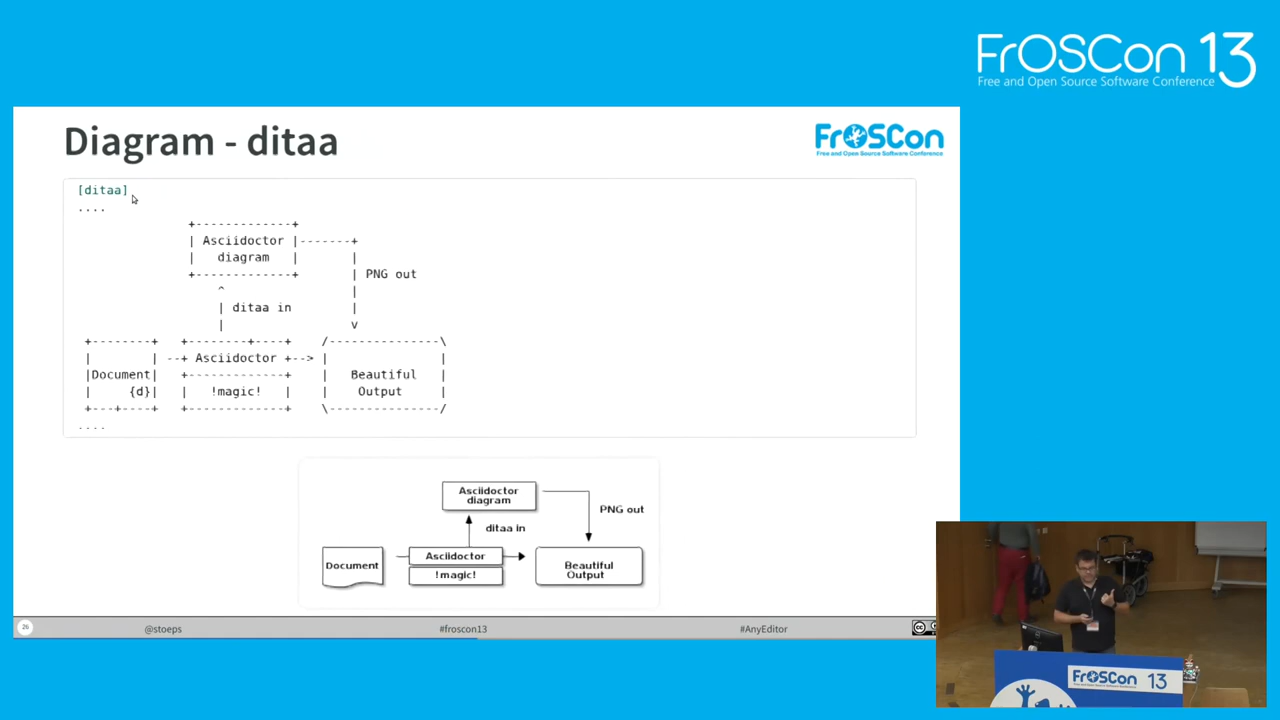 FrOSCon 13
Free and Open Source Software Conference
Diagram - ditaa
FrOSCon
Free and Open Source Software Conference
[ditaa]
....
+-------------+
| Asciidoctor |-------+
|   diagram   |       |
+-------------+       | PNG out
^                 |
| ditaa in        |
|                 v
+--------+   +-------+----+    /--------------\
|        | --+ Asciidoctor +--> |              |
|Document|   +------------+    |   Beautiful   |
|     {d}|   |   !magic!   |    |    Output    |
+---+----+   +------------+    \--------------/
....
Asciidoctor
diagram
PNG out
ditaa in
Document
Asciidoctor
!magic!
Beautiful
Output
26
@stoeps
#froscon13
#AnyEditor
cc
FrOSCon 13